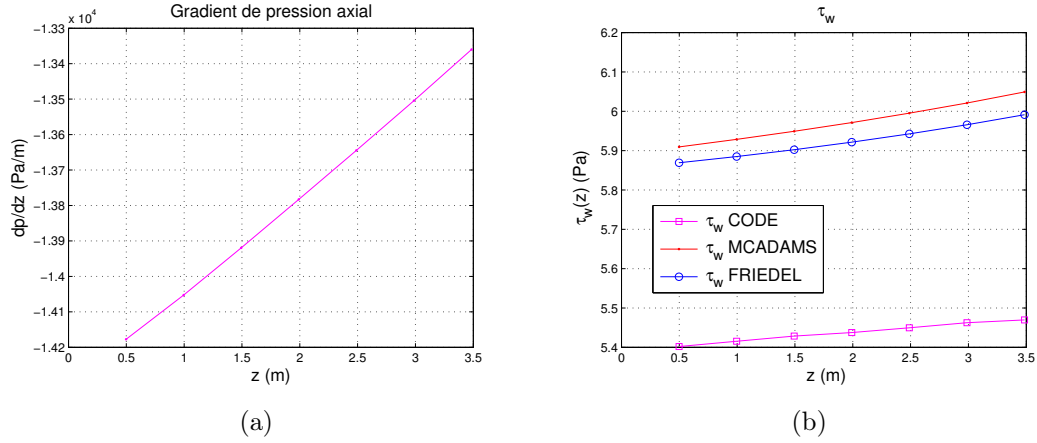 Gradient de pression axial
x 10⁴
−1.33
−1.34
−1.35
−1.36
−1.37
−1.38
−1.39
−1.4
−1.41
−1.42
0 0.5 1 1.5 2 2.5 3 3.5
dp/dz (Pa/m)
z (m)
(a)
τw
6.2
6.1
6
5.9
5.8
5.7
5.6
5.5
5.4
0 0.5 1 1.5 2 2.5 3 3.5
τw(z) (Pa)
z (m)
τw CODE
τw MCADAMS
τw FRIEDEL
(b)